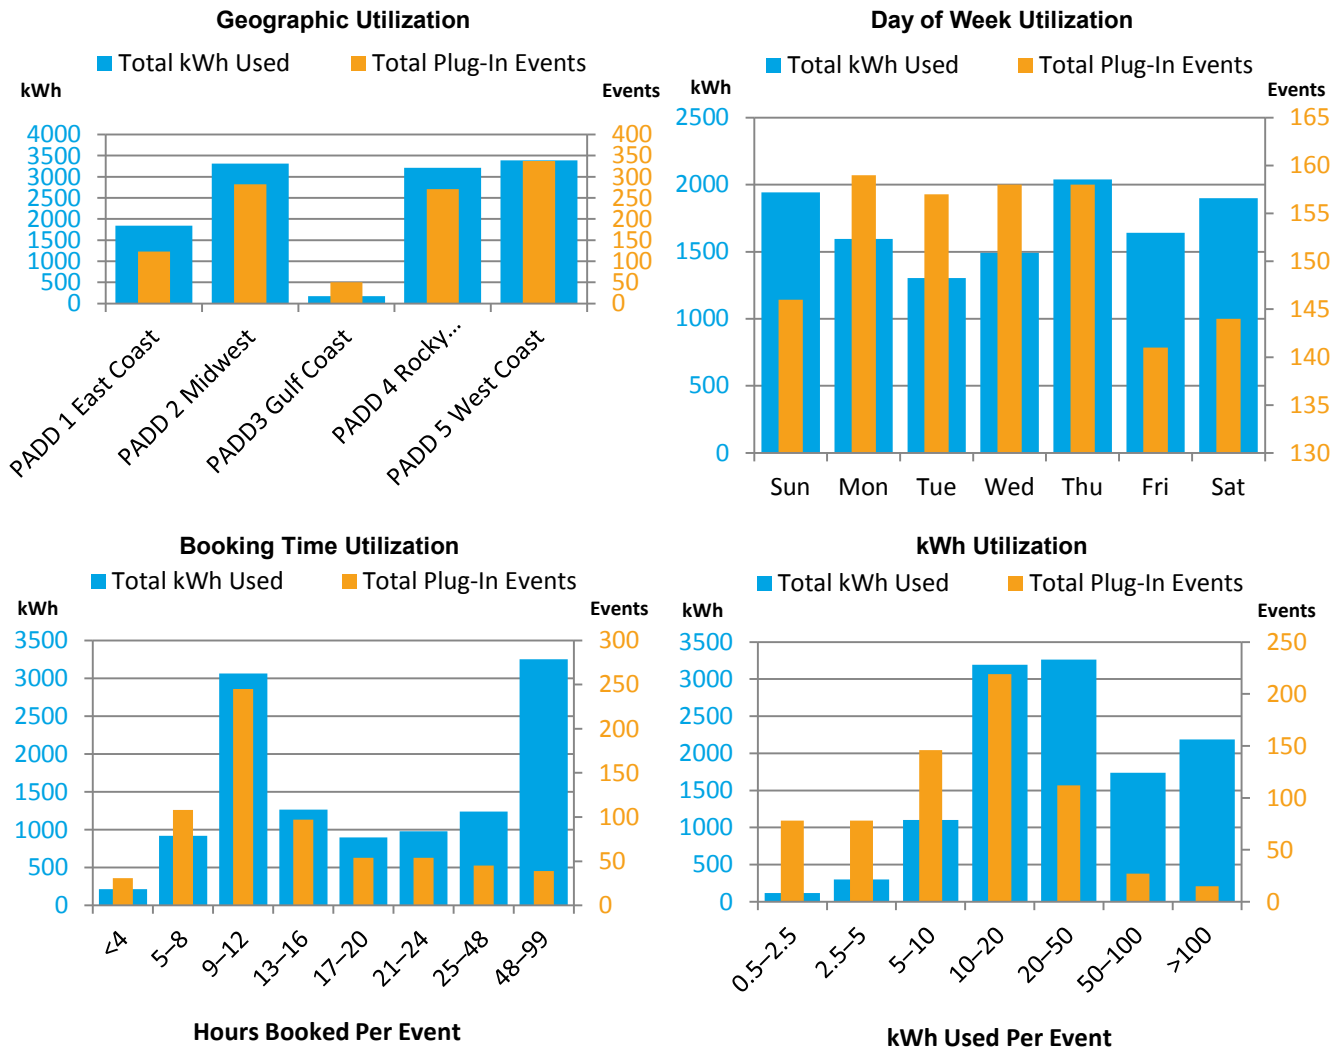 Geographic Utilization
Total kWh Used Total Plug-In Events
kWh Events
4000 400
3500 350
3000 300
2500 250
2000 200
1500 150
1000 100
500 50
0 0
PADD 1 East Coast
PADD 2 Midwest
PADD3 Gulf Coast
PADD 4 Rocky...
PADD 5 West Coast
Day of Week Utilization
Total kWh Used Total Plug-In Events
kWh Events
2500 165
160
2000 155
1500 150
145
1000 140
500 135
0 130
Sun Mon Tue Wed Thu Fri Sat
Booking Time Utilization
Total kWh Used Total Plug-In Events
kWh Events
3500 300
3000 250
2500
2000 200
1500 150
1000 100
500 50
0 0
<4 5–8 9–12 13–16 17–20 21–24 25–48 48–99
Hours Booked Per Event
kWh Utilization
Total kWh Used Total Plug-In Events
kWh Events
3500 250
3000 200
2500
2000 150
1500 100
1000
500 50
0 0
0.5–2.5 2.5–5 5–10 10–20 20–50 50–100 >100
kWh Used Per Event